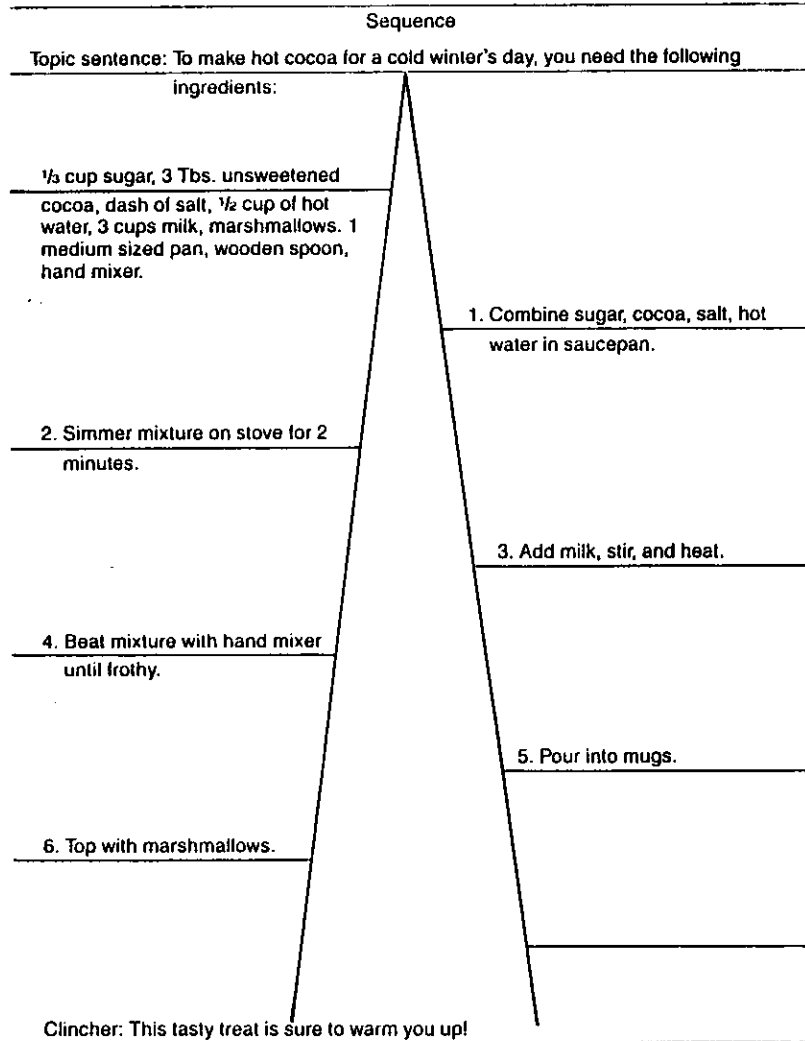 Sequence
Topic sentence: To make hot cocoa for a cold winter's day, you need the following
ingredients:
1/3 cup sugar, 3 Tbs. unsweetened
cocoa, dash of salt, 1/2 cup of hot
water, 3 cups milk, marshmallows. 1
medium sized pan, wooden spoon,
hand mixer.
1. Combine sugar, cocoa, salt, hot
water in saucepan.
2. Simmer mixture on stove for 2
minutes.
3. Add milk, stir, and heat.
4. Beat mixture with hand mixer
until frothy.
5. Pour into mugs.
6. Top with marshmallows.
Clincher: This tasty treat is sure to warm you up!